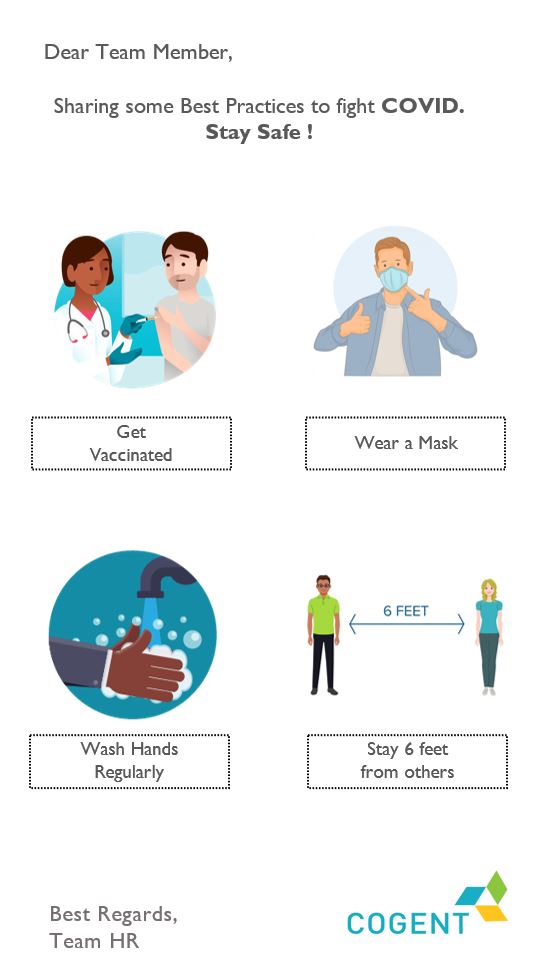 Dear Team Member,
Sharing some Best Practices to fight COVID.
Stay Safe !
Get
Vaccinated
Wear a Mask
6 FEET
Wash Hands
Regularly
Stay 6 feet
from others
Best Regards,
Team HR
COGENT